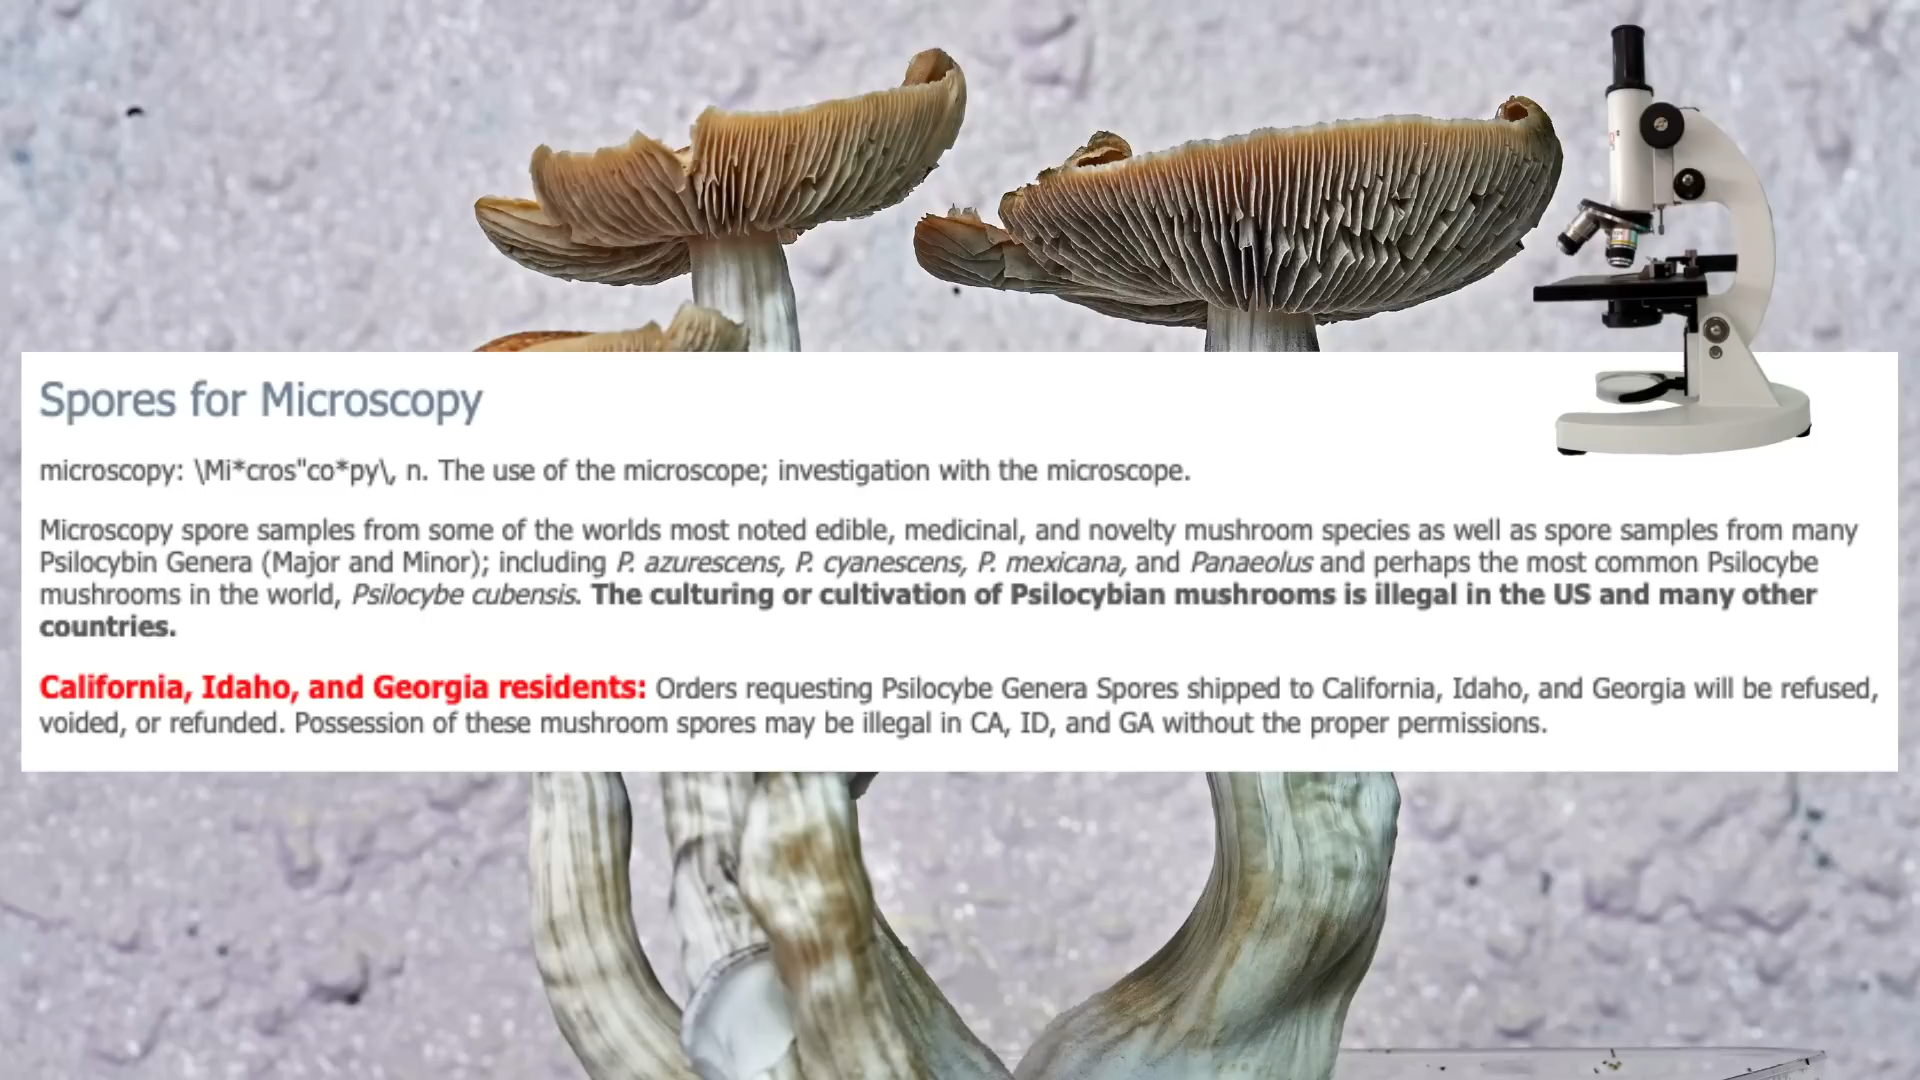 Spores for Microscopy
microscopy: \Mi*cros"co*py\, n. The use of the microscope; investigation with the microscope.
Microscopy spore samples from some of the worlds most noted edible, medicinal, and novelty mushroom species as well as spore samples from many
Psilocybin Genera (Major and Minor); including P. azurescens, P. cyanescens, P. mexicana, and Panaeolus and perhaps the most common Psilocybe
mushrooms in the world, Psilocybe cubensis. The culturing or cultivation of Psilocybian mushrooms is illegal in the US and many other
countries.
California, Idaho, and Georgia residents: Orders requesting Psilocybe Genera Spores shipped to California, Idaho, and Georgia will be refused,
voided, or refunded. Possession of these mushroom spores may be illegal in CA, ID, and GA without the proper permissions.